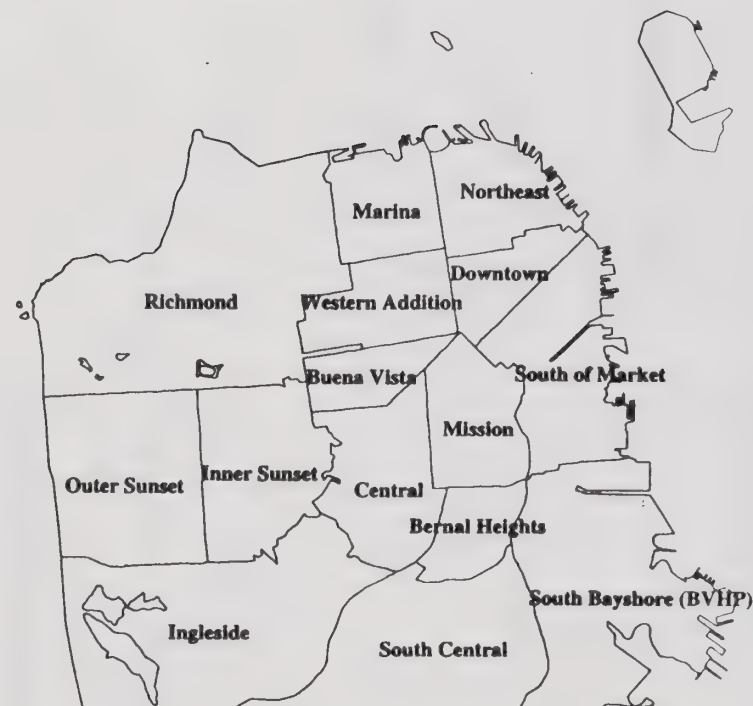 Northeast
Marina
Downtown
Richmond
Western Addition
Buena Vista
South of Market
Mission
Inner Sunset
Outer Sunset
Central
Bernal Heights
South Bayshore (BVHP)
Ingleside
South Central